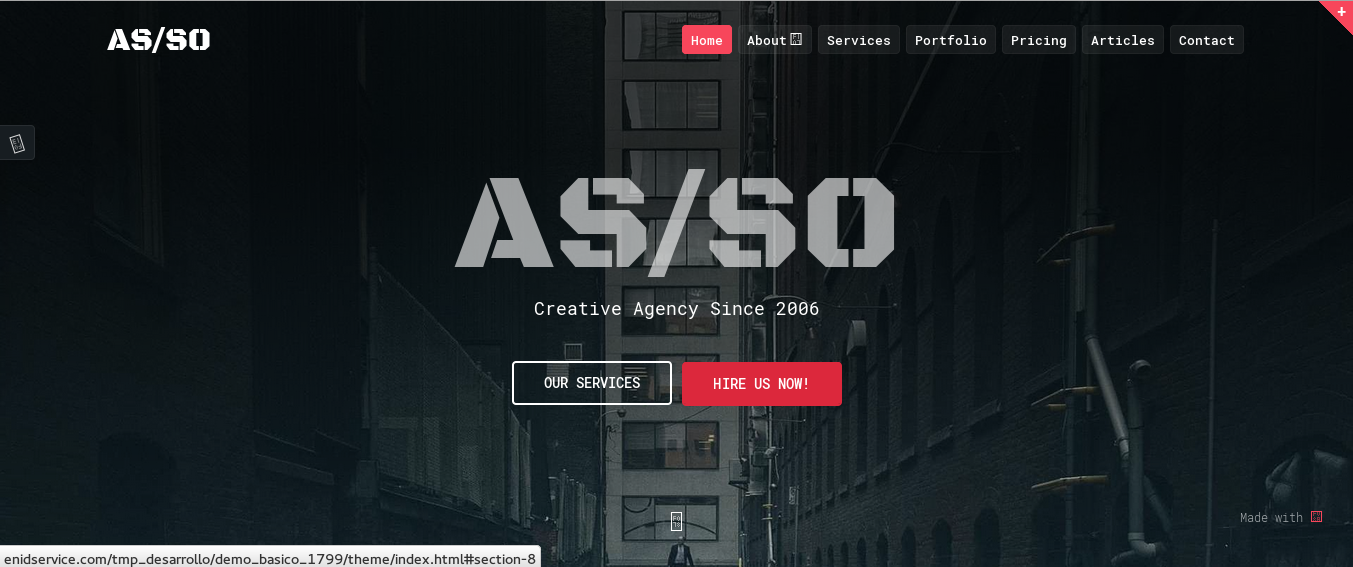 AS/SO
Home About Services Portfolio Pricing Articles Contact
+
AS/SO
Creative Agency Since 2006
OUR SERVICES HIRE US NOW!
Made with
enidservice.com/tmp_desarrollo/demo_basico_1799/theme/index.html#section-8